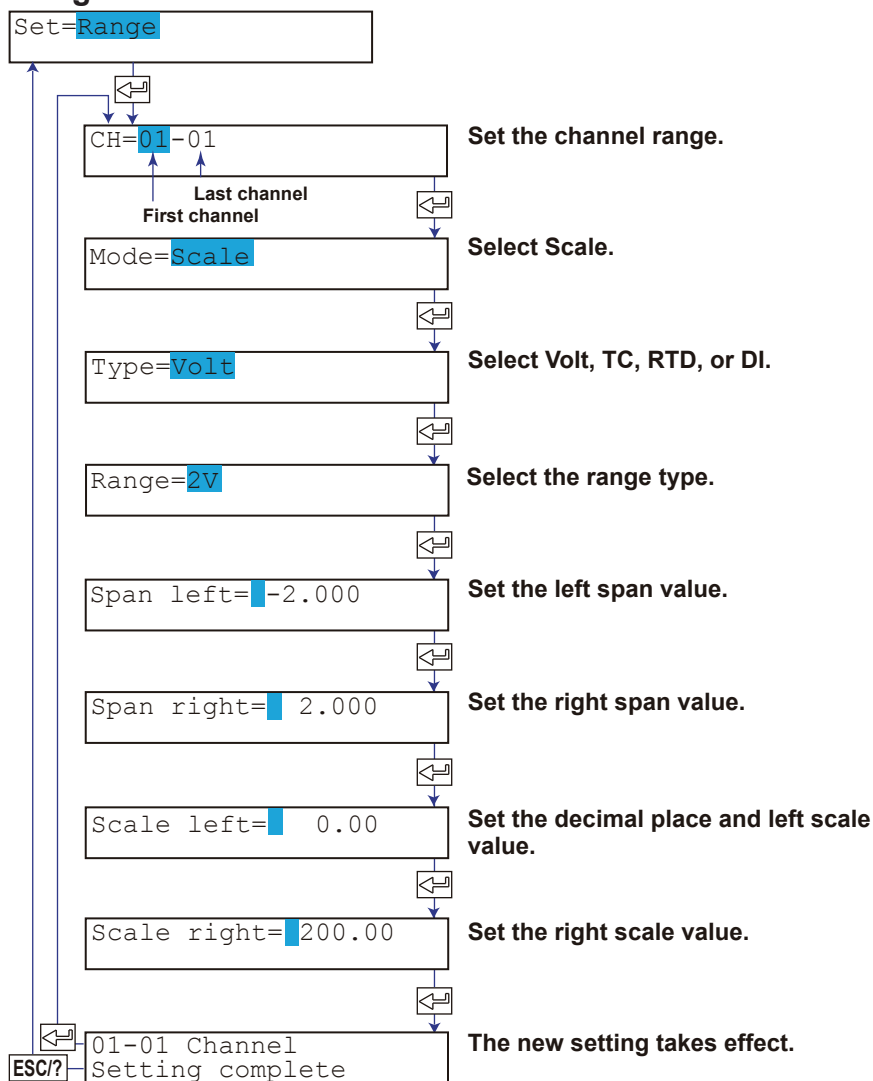 Set=Range
CH=01-01
Set the channel range.
Last channel
First channel
Mode=Scale
Select Scale.
Type=Volt
Select Volt, TC, RTD, or DI.
Range=2V
Select the range type.
Span left= -2.000
Set the left span value.
Span right= 2.000
Set the right span value.
Scale left= 0.00
Set the decimal place and left scale
value.
Scale right= 200.00
Set the right scale value.
01-01 Channel
Setting complete
The new setting takes effect.
ESC/?